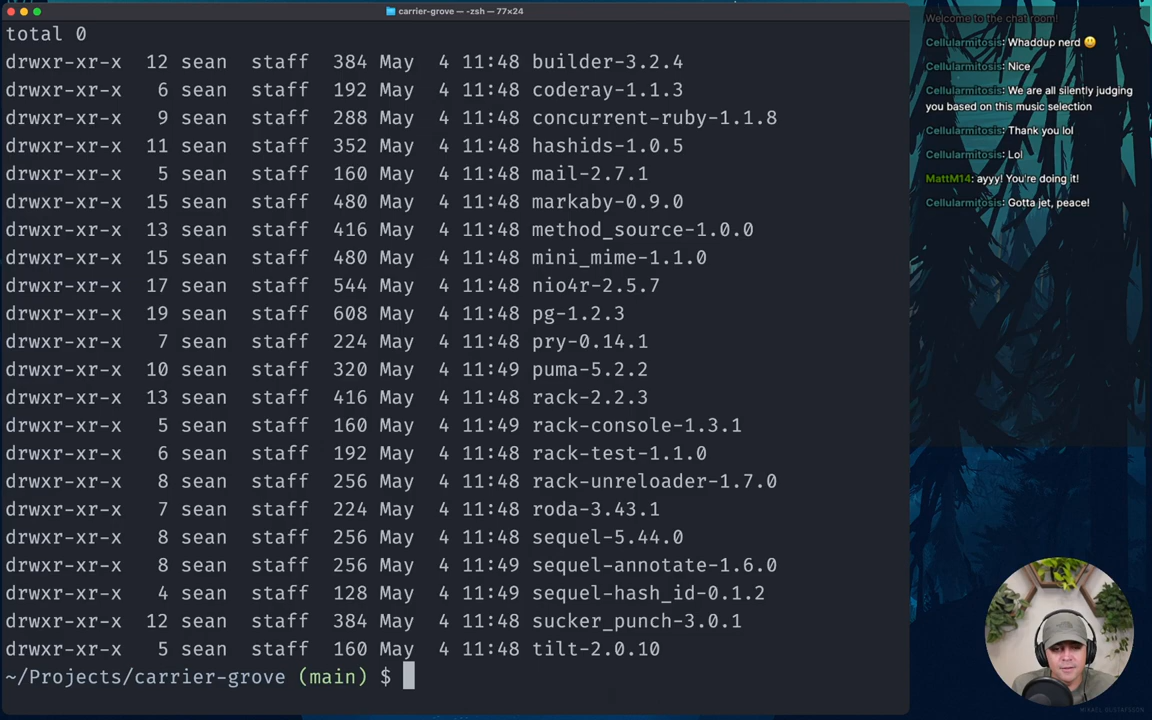 carrier-grove — -zsh — 77×24
total 0
drwxr-xr-x  12 sean  staff  384 May  4 11:48 builder-3.2.4
drwxr-xr-x   6 sean  staff  192 May  4 11:48 coderay-1.1.3
drwxr-xr-x   9 sean  staff  288 May  4 11:48 concurrent-ruby-1.1.8
drwxr-xr-x  11 sean  staff  352 May  4 11:48 hashids-1.0.5
drwxr-xr-x   5 sean  staff  160 May  4 11:48 mail-2.7.1
drwxr-xr-x  15 sean  staff  480 May  4 11:48 markaby-0.9.0
drwxr-xr-x  13 sean  staff  416 May  4 11:48 method_source-1.0.0
drwxr-xr-x  15 sean  staff  480 May  4 11:48 mini_mime-1.1.0
drwxr-xr-x  17 sean  staff  544 May  4 11:48 nio4r-2.5.7
drwxr-xr-x  19 sean  staff  608 May  4 11:48 pg-1.2.3
drwxr-xr-x   7 sean  staff  224 May  4 11:48 pry-0.14.1
drwxr-xr-x  10 sean  staff  320 May  4 11:49 puma-5.2.2
drwxr-xr-x  13 sean  staff  416 May  4 11:48 rack-2.2.3
drwxr-xr-x   5 sean  staff  160 May  4 11:49 rack-console-1.3.1
drwxr-xr-x   6 sean  staff  192 May  4 11:48 rack-test-1.1.0
drwxr-xr-x   8 sean  staff  256 May  4 11:49 rack-unreloader-1.7.0
drwxr-xr-x   7 sean  staff  224 May  4 11:48 roda-3.43.1
drwxr-xr-x   8 sean  staff  256 May  4 11:48 sequel-5.44.0
drwxr-xr-x   8 sean  staff  256 May  4 11:49 sequel-annotate-1.6.0
drwxr-xr-x   4 sean  staff  128 May  4 11:49 sequel-hash_id-0.1.2
drwxr-xr-x  12 sean  staff  384 May  4 11:48 sucker_punch-3.0.1
drwxr-xr-x   5 sean  staff  160 May  4 11:48 tilt-2.0.10
~/Projects/carrier-grove (main) $
Welcome to the chat room!
Cellularmitosis: Whaddup nerd 😃
Cellularmitosis: Nice
Cellularmitosis: We are all silently judging
you based on this music selection
Cellularmitosis: Thank you lol
Cellularmitosis: Lol
MattM14: ayyy! You're doing it!
Cellularmitosis: Gotta jet, peace!
MIKAEL GUSTAFSSON